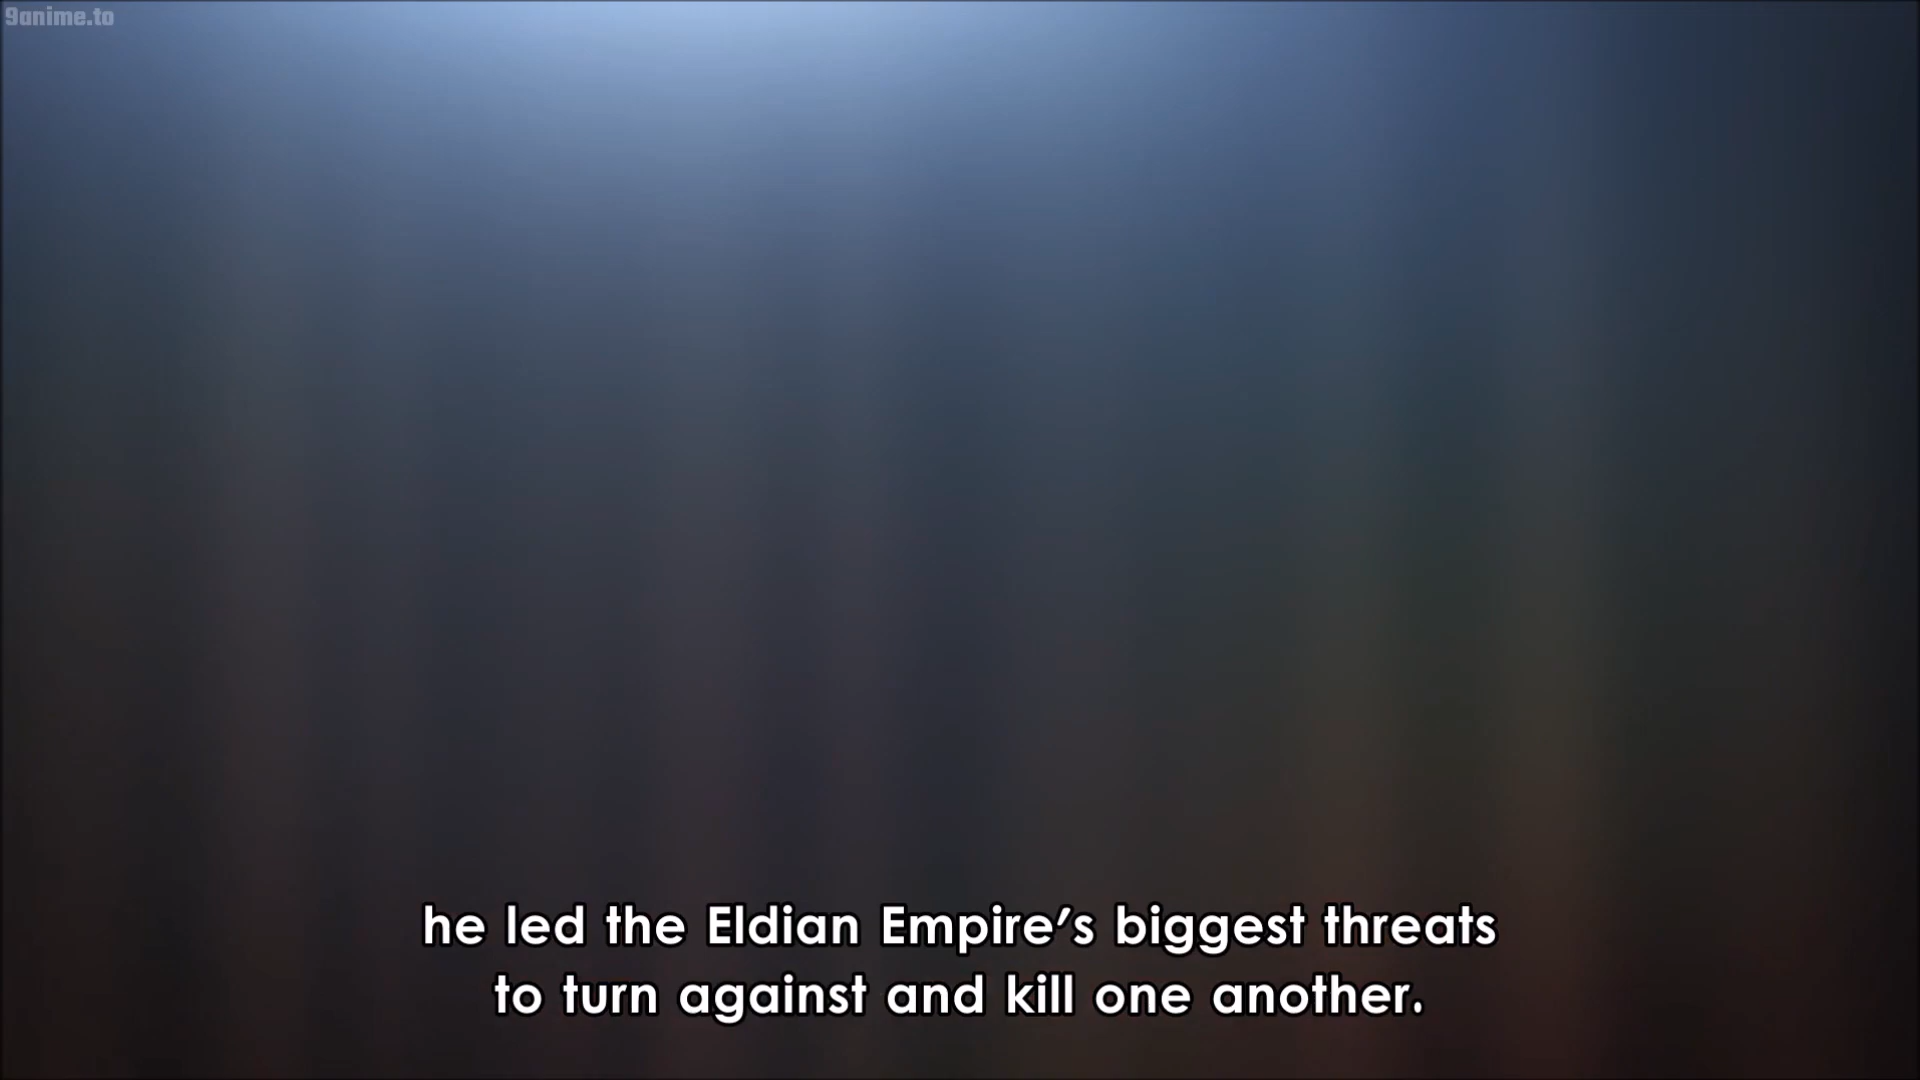 9anime.to
he led the Eldian Empire's biggest threats
to turn against and kill one another.